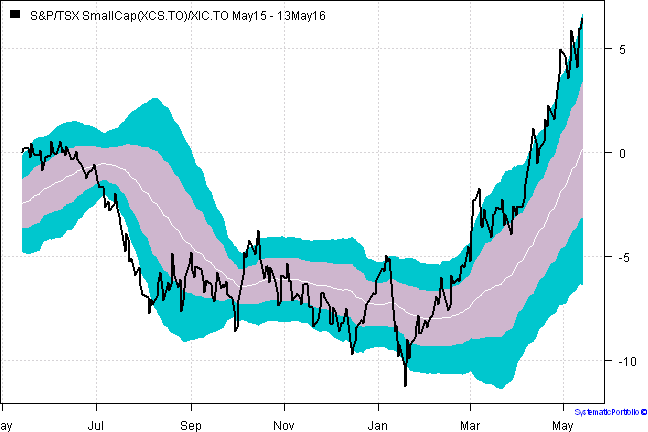 S&P/TSX SmallCap(XCS.TO)/XIC.TO May15 - 13May16
5
0
-5
-10
ay Jul Sep Nov Jan Mar May
SystematicPortfolio ©